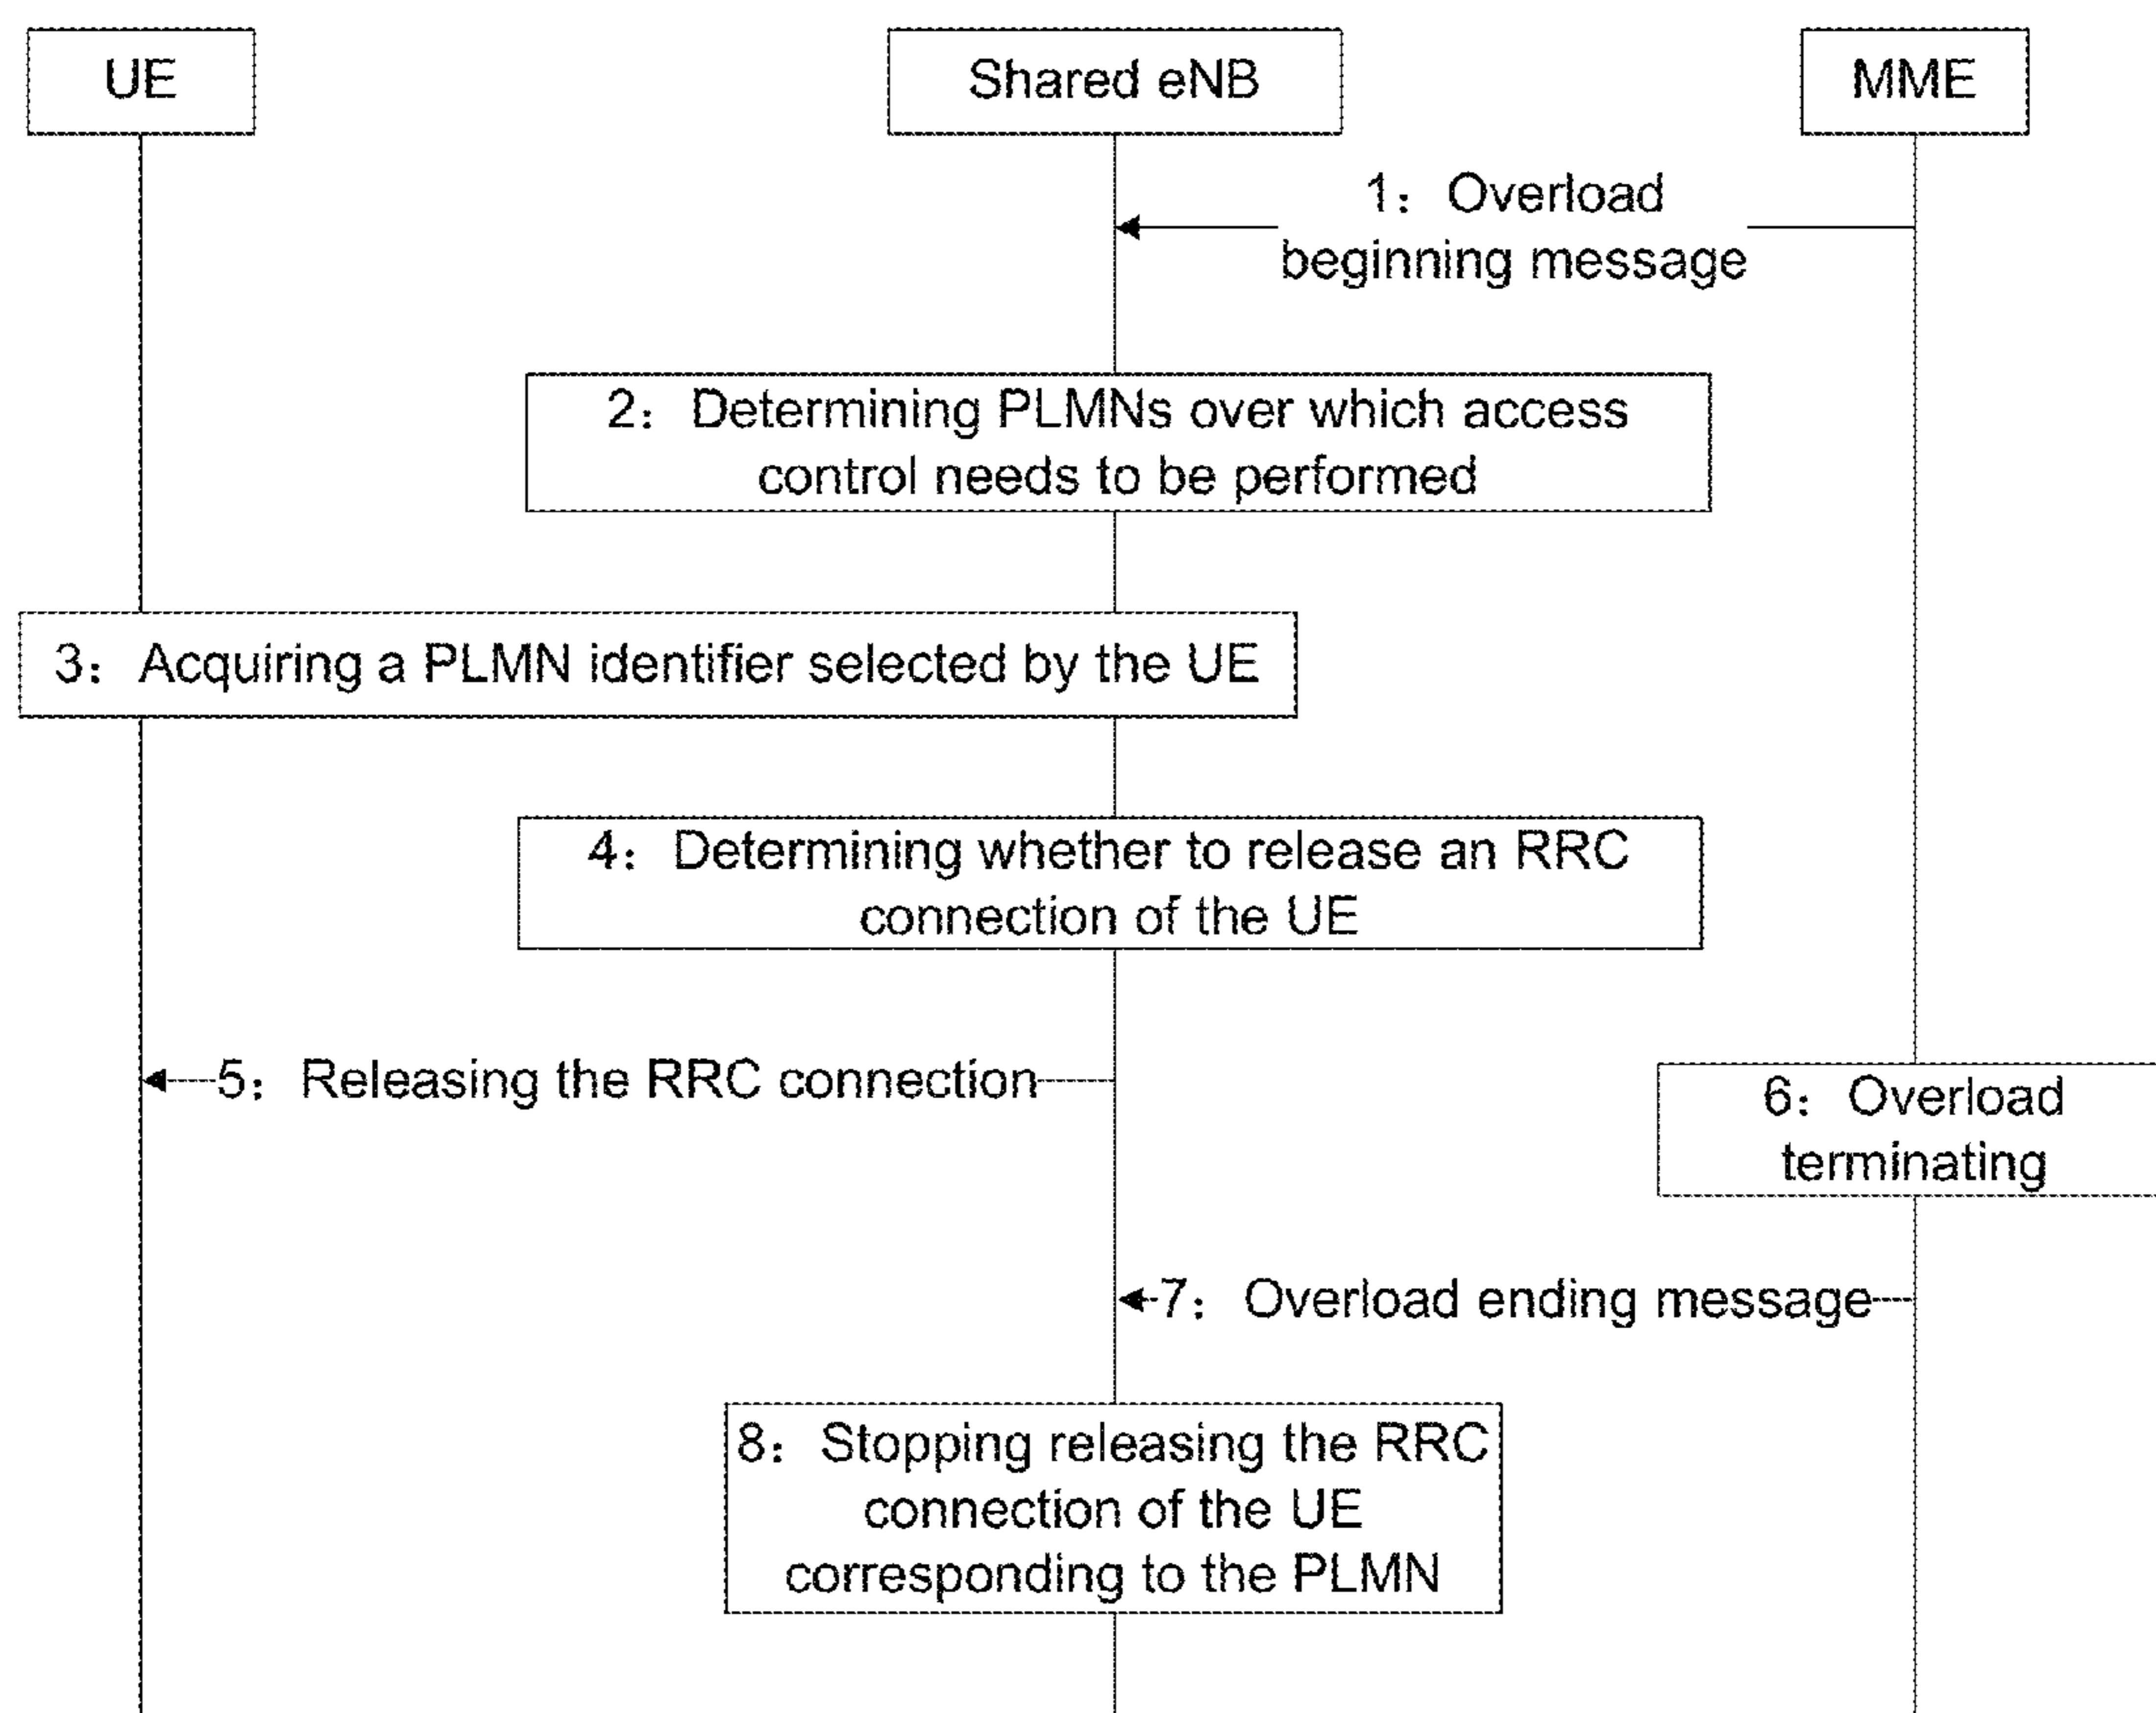 UE
Shared eNB
MME
1: Overload
beginning message
2: Determining PLMNs over which access
control needs to be performed
3: Acquiring a PLMN identifier selected by the UE
4: Determining whether to release an RRC
connection of the UE
5: Releasing the RRC connection
6: Overload
terminating
7: Overload ending message
8: Stopping releasing the RRC
connection of the UE
corresponding to the PLMN